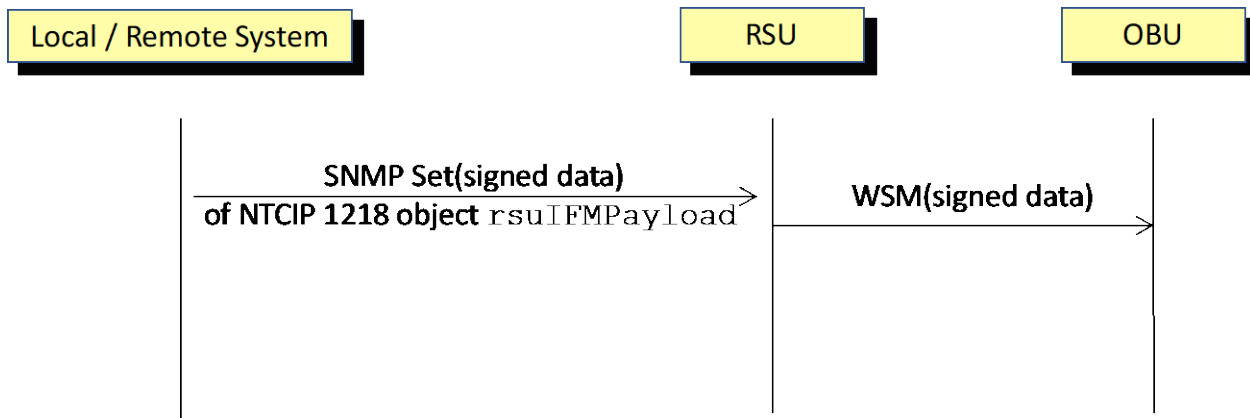 Local / Remote System
RSU
OBU
SNMP Set(signed data)
of NTCIP 1218 object rsuIFMPayload
WSM(signed data)